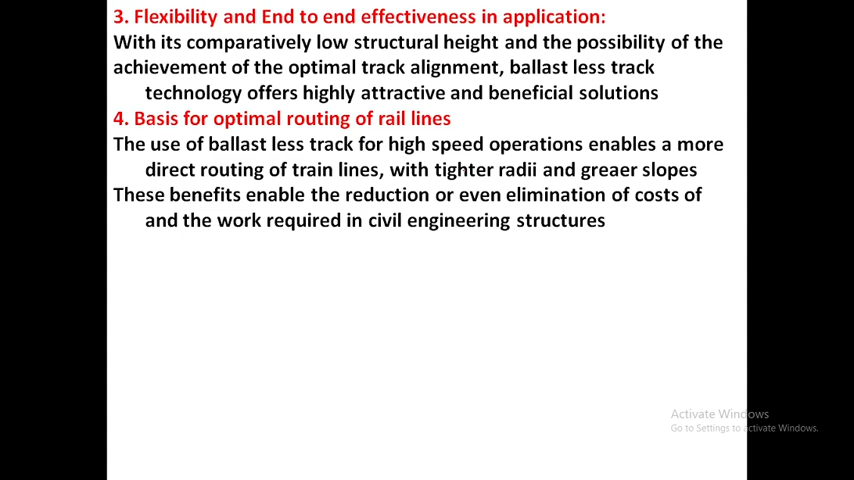 3. Flexibility and End to end effectiveness in application:
With its comparatively low structural height and the possibility of the
achievement of the optimal track alignment, ballast less track
technology offers highly attractive and beneficial solutions
4. Basis for optimal routing of rail lines
The use of ballast less track for high speed operations enables a more
direct routing of train lines, with tighter radii and greaer slopes
These benefits enable the reduction or even elimination of costs of
and the work required in civil engineering structures
Activate Windows
Go to Settings to activate Windows.